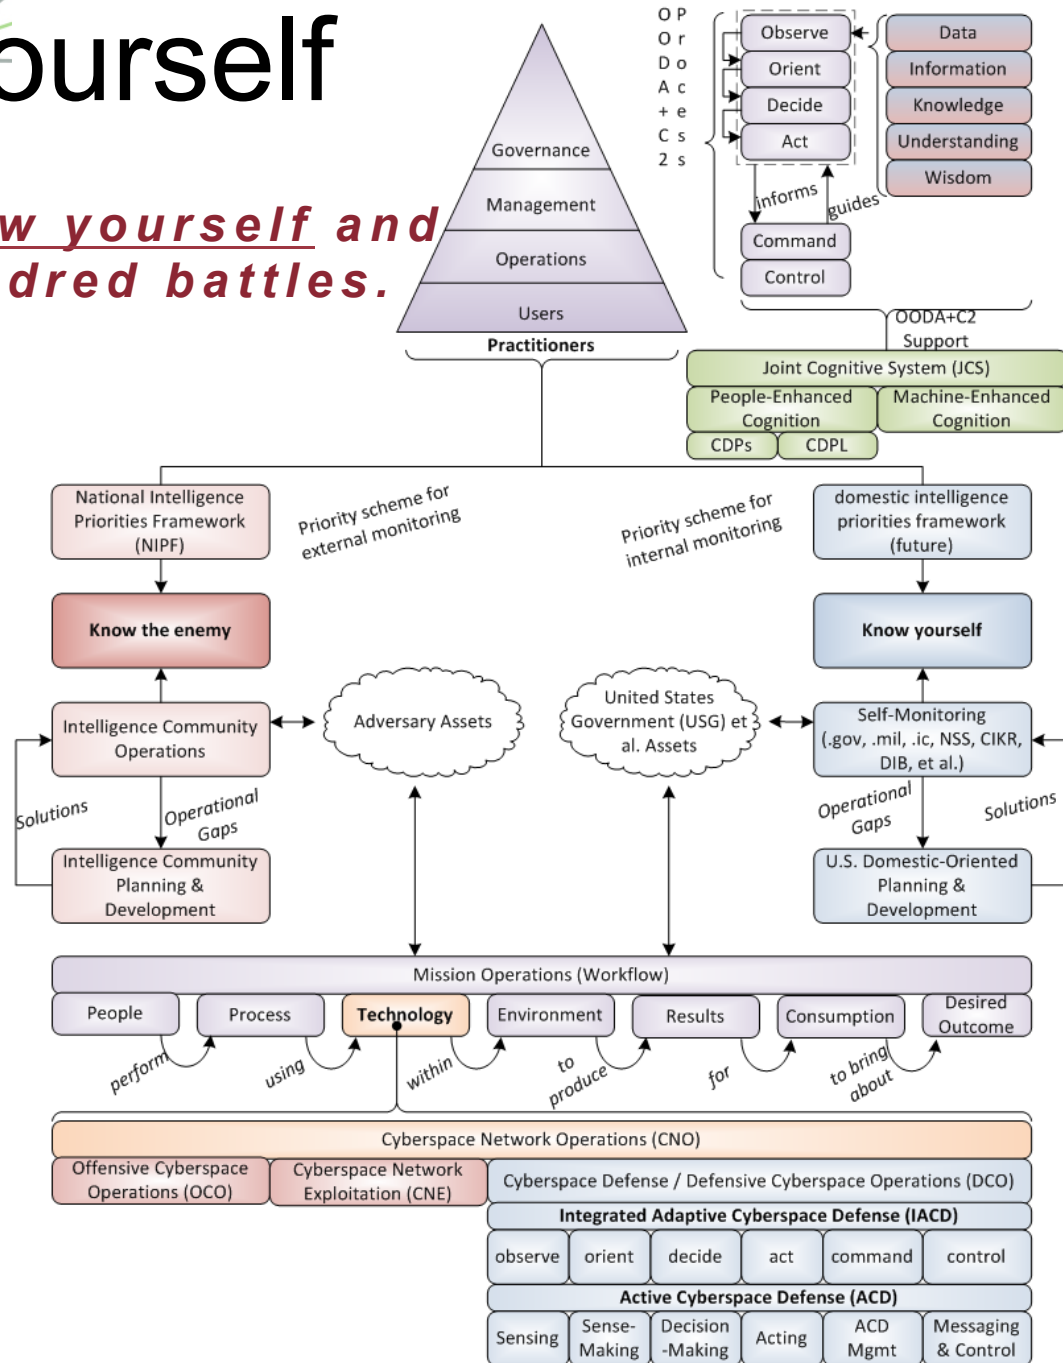 ourself
w yourself and
dred battles.
Governance
Management
Operations
Users
Practitioners
O P
O r
D o
A c
+ e
C s
2 s
Observe
Orient
Decide
Act
informs
guides
Command
Control
Data
Information
Knowledge
Understanding
Wisdom
OODA+C2
Support
Joint Cognitive System (JCS)
People-Enhanced
Cognition
Machine-Enhanced
Cognition
CDPs
CDPL
National Intelligence
Priorities Framework
(NIPF)
Priority scheme for
external monitoring
Priority scheme for
internal monitoring
domestic intelligence
priorities framework
(future)
Know the enemy
Know yourself
Intelligence Community
Operations
Adversary Assets
United States
Government (USG) et
al. Assets
Self-Monitoring
(.gov, .mil, .ic, NSS, CIKR,
DIB, et al.)
Solutions
Operational
Gaps
Operational
Gaps
Solutions
Intelligence Community
Planning &
Development
U.S. Domestic-Oriented
Planning &
Development
Mission Operations (Workflow)
People
Process
Technology
Environment
Results
Consumption
Desired
Outcome
perform
using
within
to
produce
for
to bring
about
Cyberspace Network Operations (CNO)
Offensive Cyberspace
Operations (OCO)
Cyberspace Network
Exploitation (CNE)
Cyberspace Defense / Defensive Cyberspace Operations (DCO)
Integrated Adaptive Cyberspace Defense (IACD)
observe
orient
decide
act
command
control
Active Cyberspace Defense (ACD)
Sensing
Sense-
Making
Decision
-Making
Acting
ACD
Mgmt
Messaging
& Control